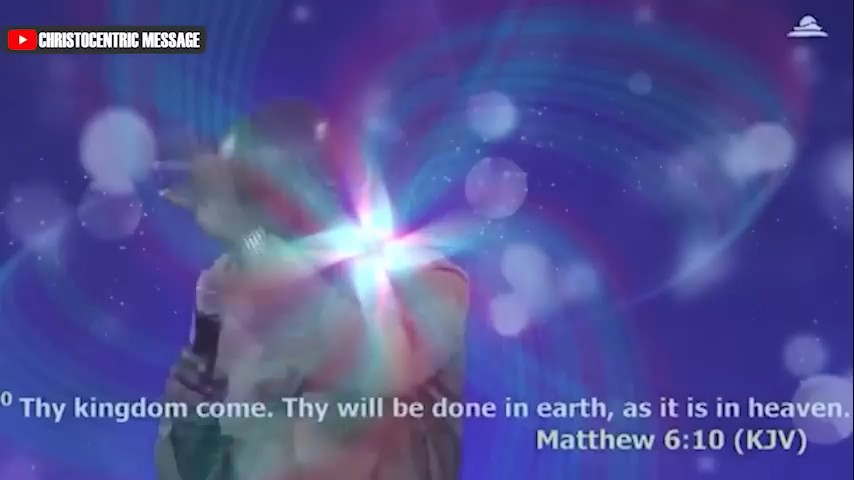 CHRISTOCENTRIC MESSAGE
0 Thy kingdom come. Thy will be done in earth, as it is in heaven.
Matthew 6:10 (KJV)